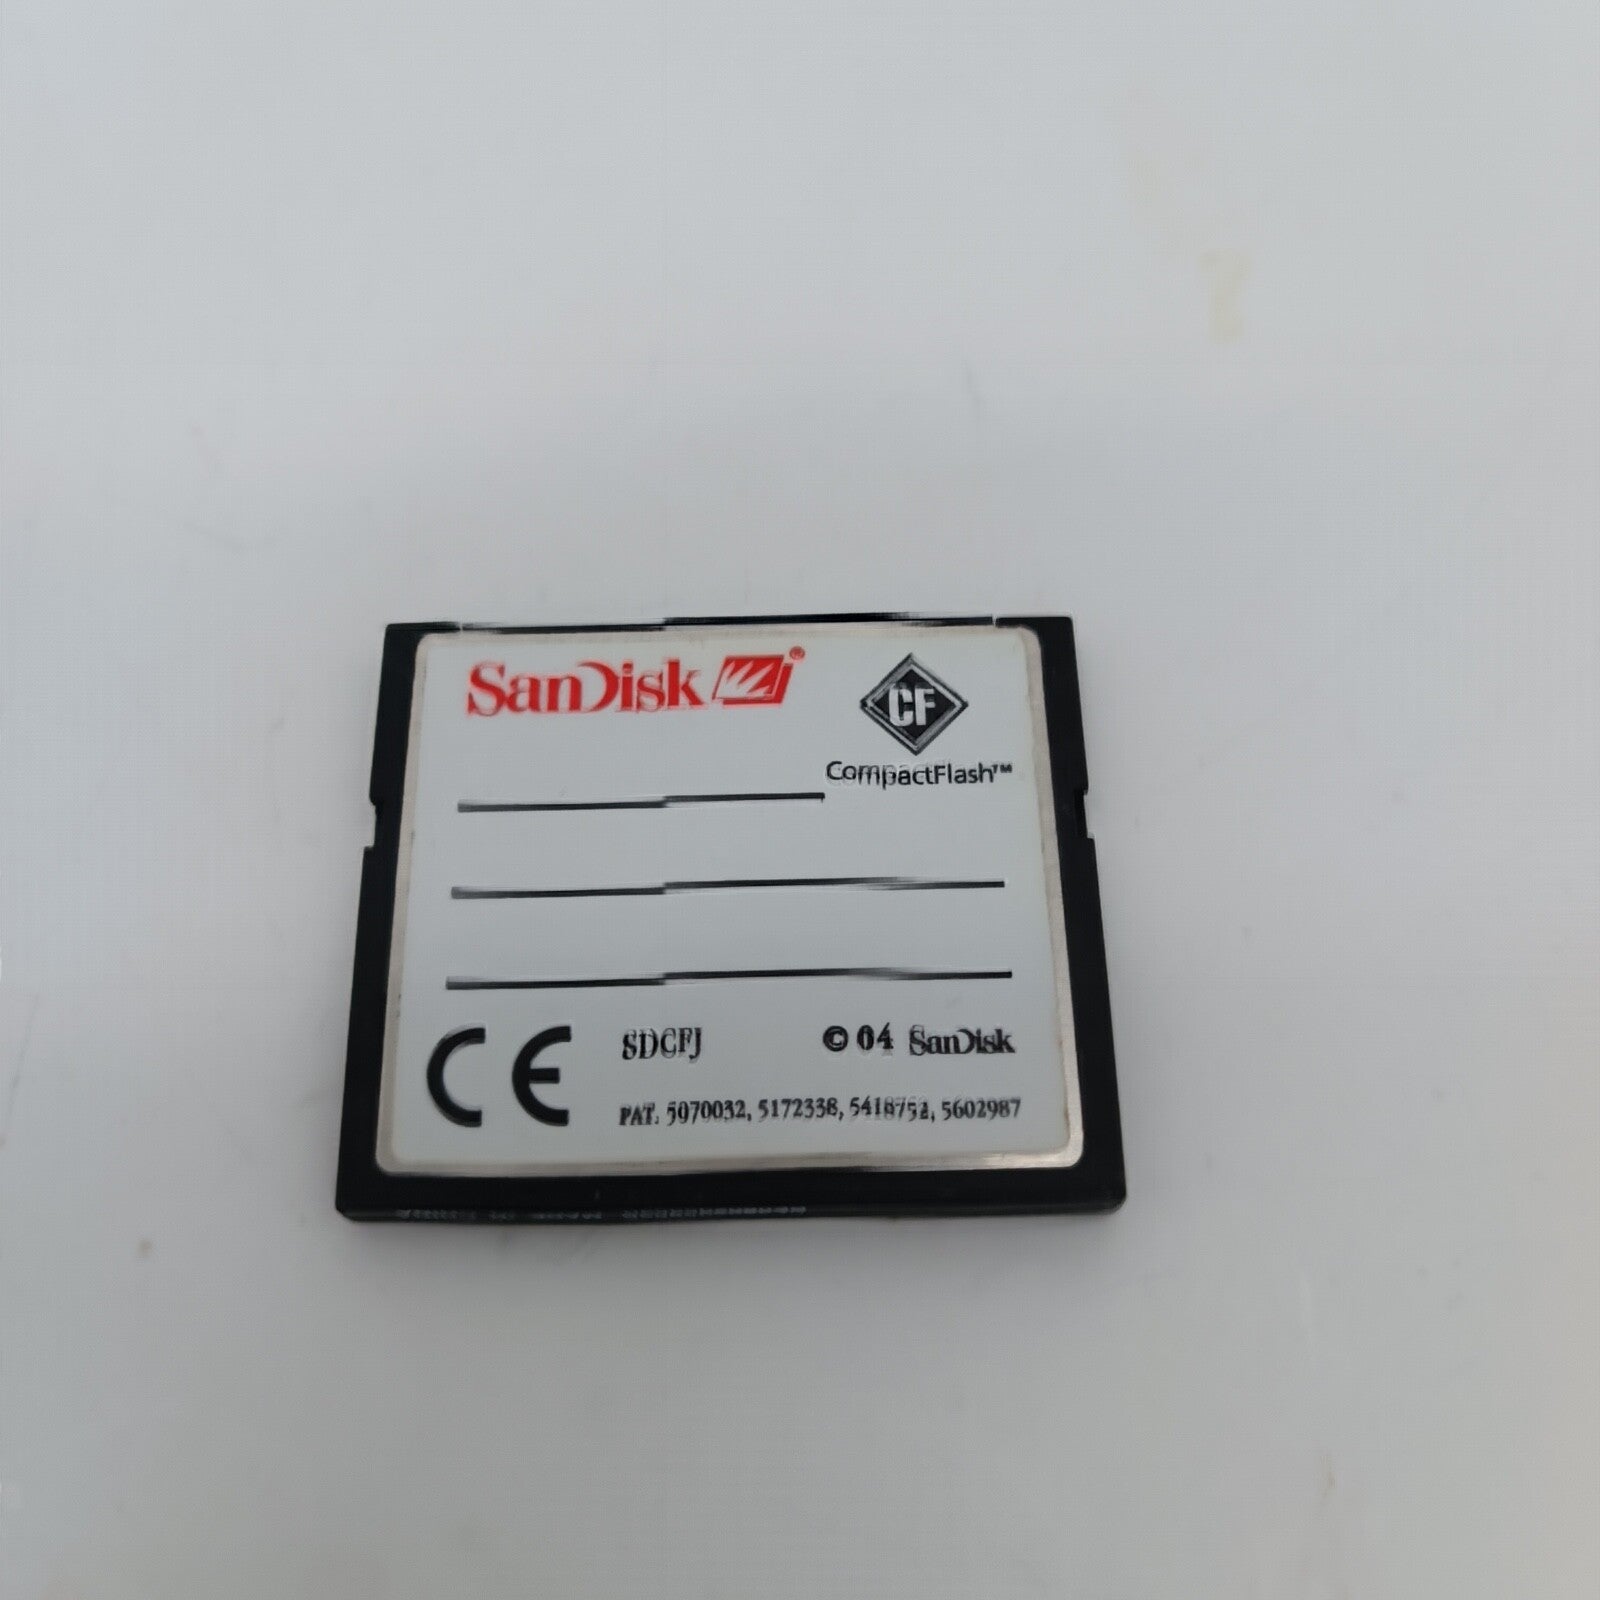 SanDisk®
CF
CompactFlash™
CE SDCFJ © 04 SanDisk
PAT. 5070032, 5172338, 5418752, 5602987